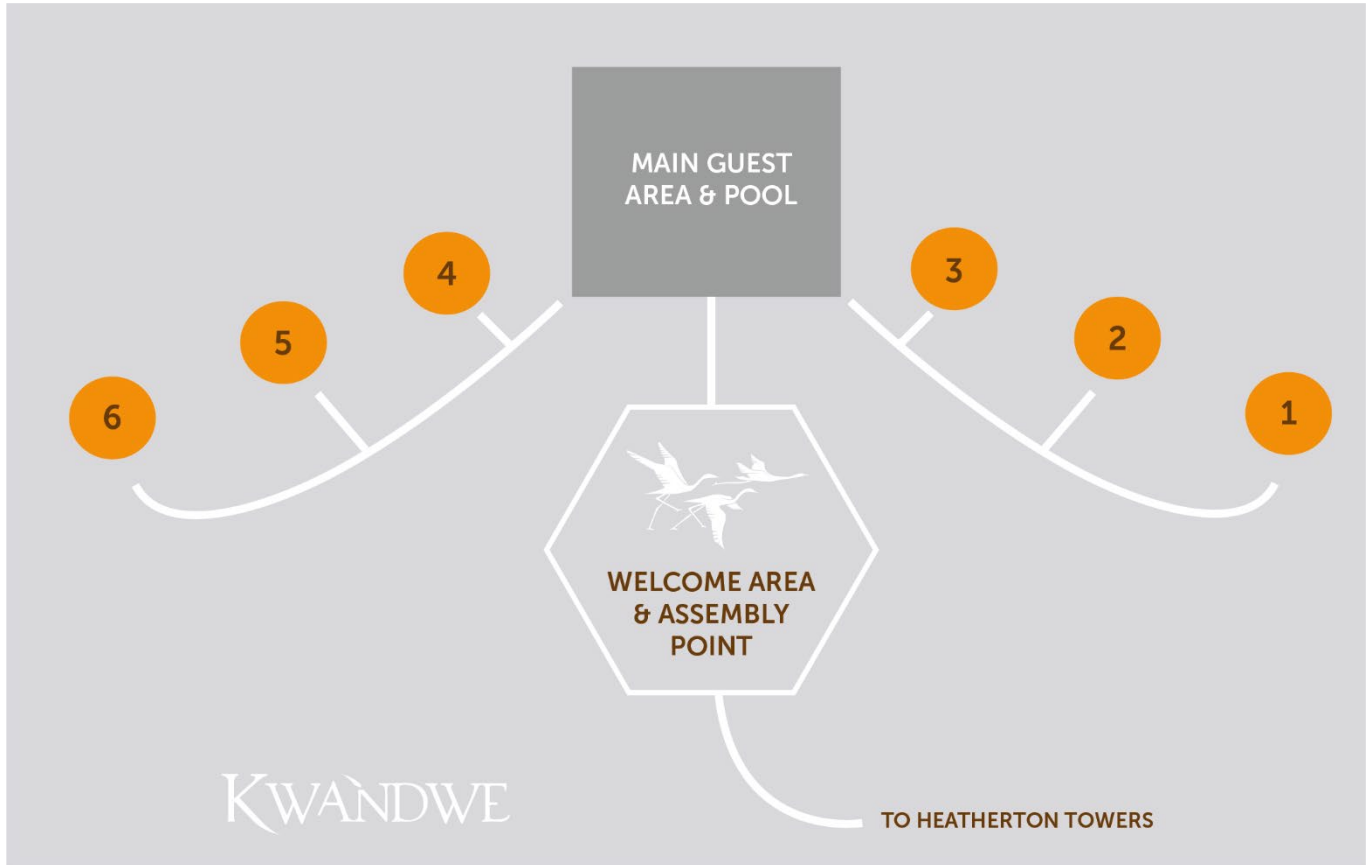 MAIN GUEST
AREA & POOL
4
3
5
2
6
1
WELCOME AREA
& ASSEMBLY
POINT
KWANDWE
TO HEATHERTON TOWERS